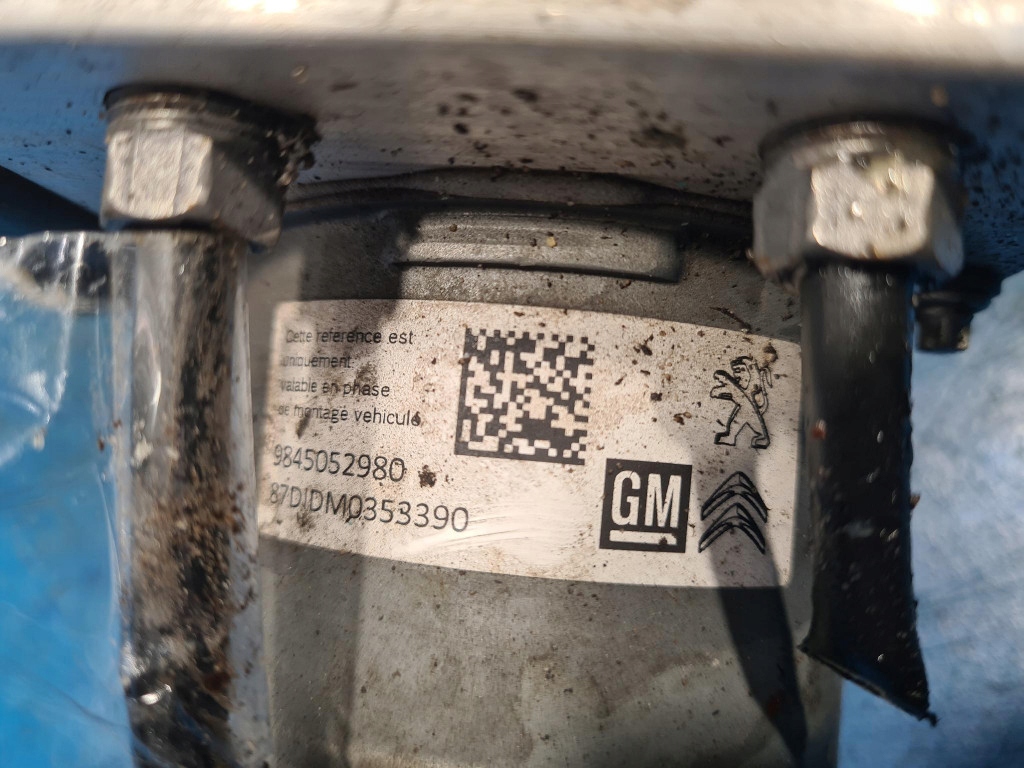 Cette reference est
uniquement
valable en phase
de montage vehicule
9845052980
87DIDM0353390
GM